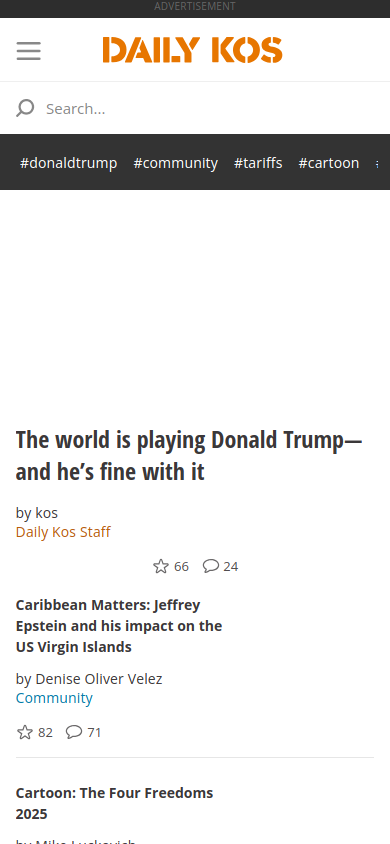 ADVERTISEMENT
DAILY KOS
Search...
#donaldtrump #community #tariffs #cartoon
The world is playing Donald Trump—
and he's fine with it
by kos
Daily Kos Staff
66 24
Caribbean Matters: Jeffrey
Epstein and his impact on the
US Virgin Islands
by Denise Oliver Velez
Community
82 71
Cartoon: The Four Freedoms
2025